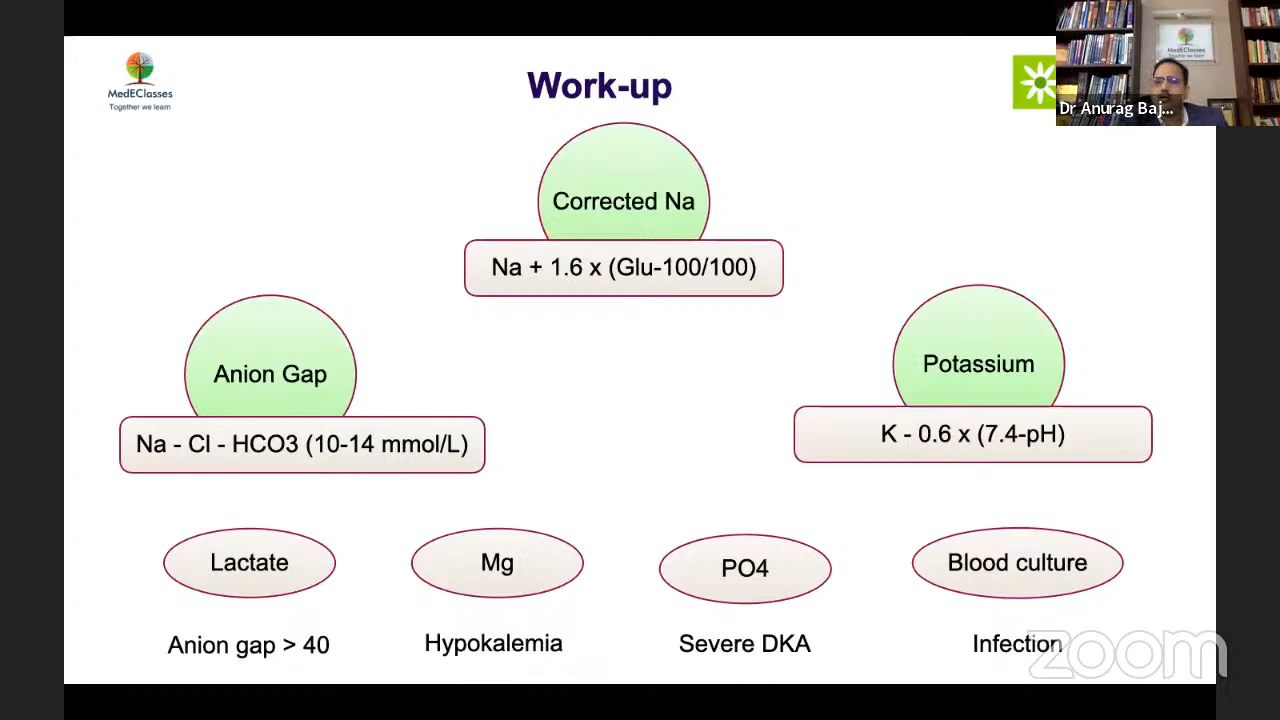 MedEClasses
Together we learn
Work-up
MedEClasses
Dr Anurag Baj...
Corrected Na
Na + 1.6 x (Glu-100/100)
Anion Gap
Na - Cl - HCO3 (10-14 mmol/L)
Potassium
K - 0.6 x (7.4-pH)
Lactate
Mg
PO4
Blood culture
Anion gap > 40
Hypokalemia
Severe DKA
Infection
zoom